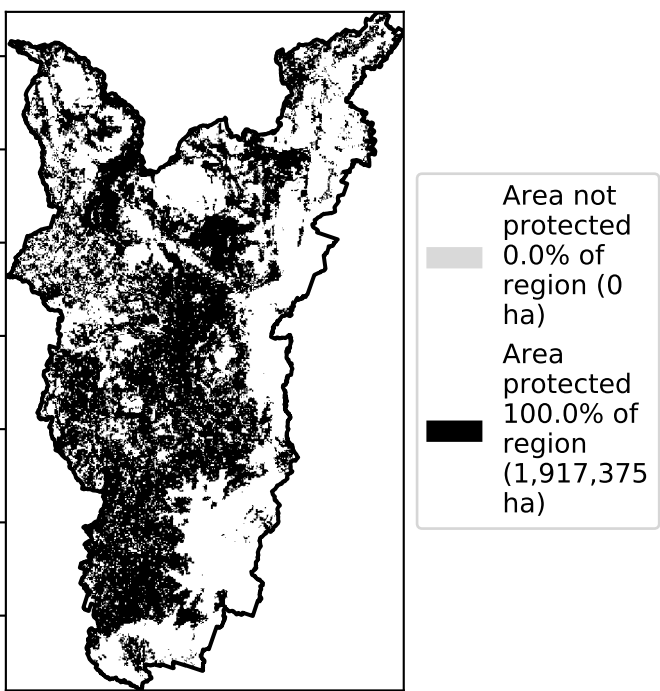 Area not
protected
0.0% of
region (0
ha)
Area
protected
100.0% of
region
(1,917,375
ha)